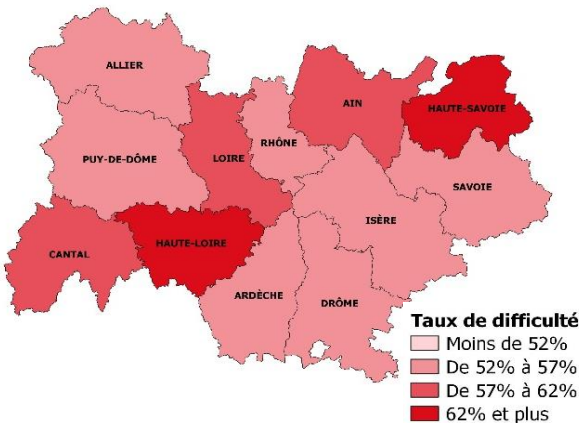 ALLIER
AIN
HAUTE-SAVOIE
RHÔNE
PUY-DE-DÔME
LOIRE
SAVOIE
ISÈRE
HAUTE-LOIRE
CANTAL
ARDÈCHE
DRÔME
Taux de difficulté
Moins de 52%
De 52% à 57%
De 57% à 62%
62% et plus